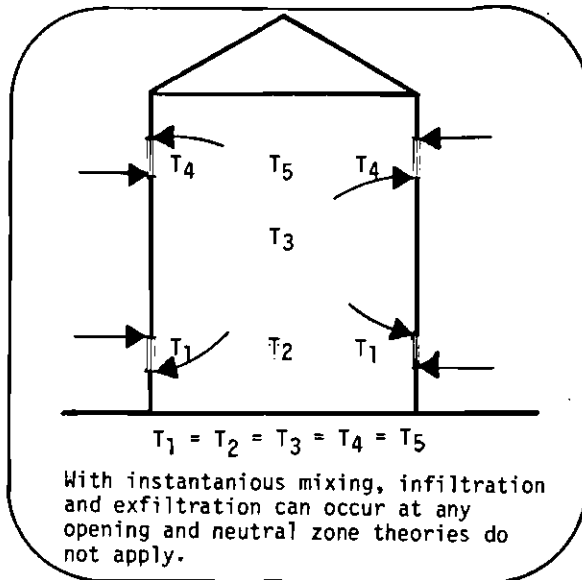 T4 T5 T4
T3
T1 T2 T1
T1 = T2 = T3 = T4 = T5
With instantanious mixing, infiltration
and exfiltration can occur at any
opening and neutral zone theories do
not apply.